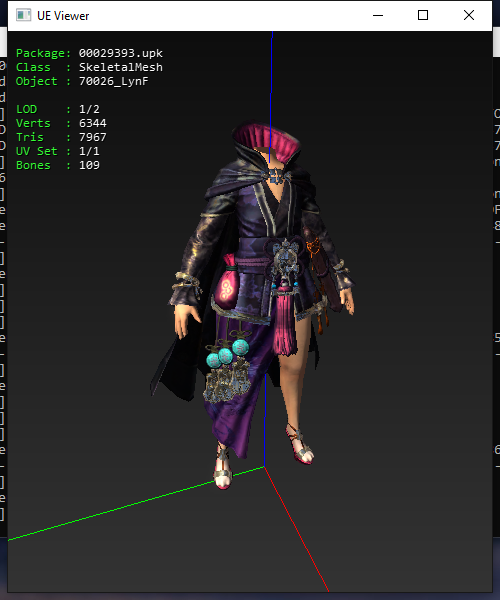 UE Viewer
Package: 00029393.upk
Class : SkeletalMesh
Object : 70026_LynF
LOD : 1/2
Verts : 6344
Tris : 7967
UV Set : 1/1
Bones : 109